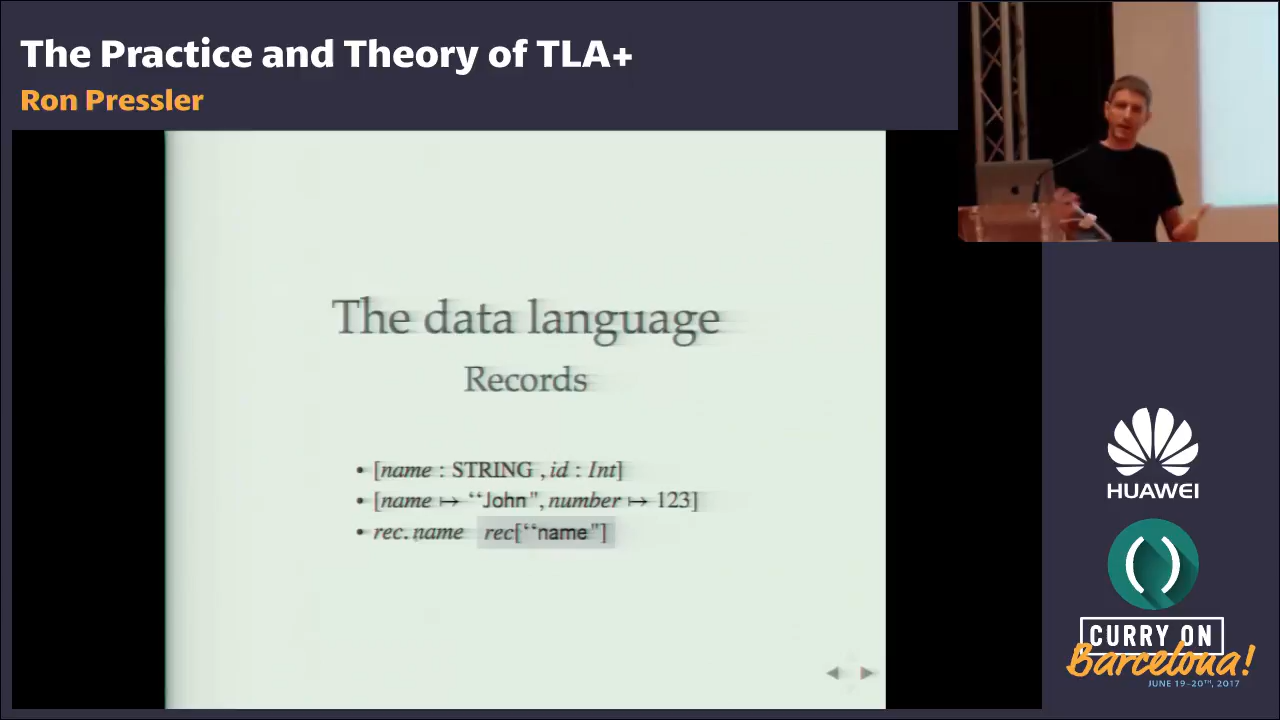 The Practice and Theory of TLA+
Ron Pressler
The data language
Records
• [name : STRING , id : Int]
• [name ↦ ‘‘John", number ↦ 123]
• rec. name rec[‘‘name"]
HUAWEI
CURRY ON
Barcelona!
JUNE 19-20TH, 2017